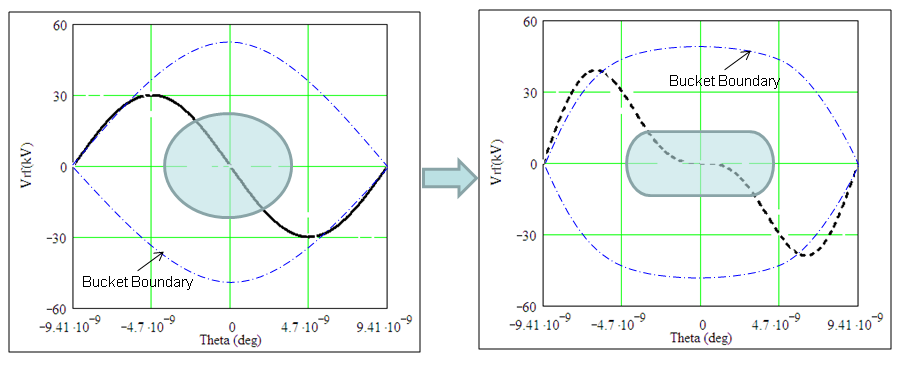 60
30
0
−30
−60
Vrf(kV)
Bucket Boundary
−9.41·10⁻⁹ −4.7·10⁻⁹ 0 4.7·10⁻⁹ 9.41·10⁻⁹
Theta (deg)
60
30
0
−30
−60
Vrf(kV)
Bucket Boundary
−9.41·10⁻⁹ −4.7·10⁻⁹ 0 4.7·10⁻⁹ 9.41·10⁻⁹
Theta (deg)